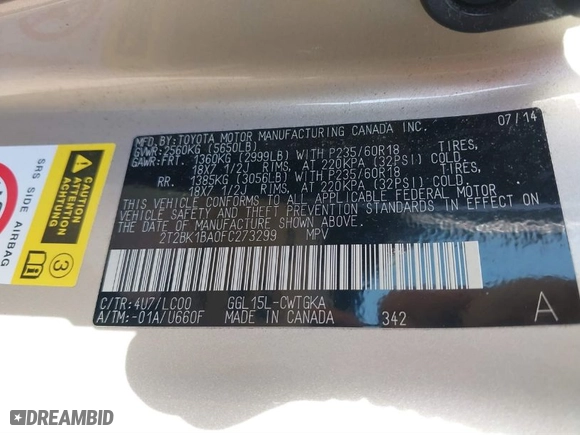 MFD.BY:TOYOTA MOTOR MANUFACTURING CANADA INC. 07/14
GVWR:2560KG (5650LB)
GAWR:FRT. 1360KG (2999LB) WITH P235/60R18 TIRES,
18X7 1/2J RIMS, AT 220KPA (32PSI) COLD
RR. 1385KG (3056LB) WITH P235/60R18 TIRES,
18X7 1/2J RIMS, AT 220KPA (32PSI) COLD
THIS VEHICLE CONFORMS TO ALL APPLICABLE FEDERAL MOTOR
VEHICLE SAFETY AND THEFT PREVENTION STANDARDS IN EFFECT ON
THE DATE OF MANUFACTURE SHOWN ABOVE.
2T2BK1BA0FC273299 MPV
C/TR:4U7/LC00 GGL15L-CWTGKA A
A/TM:-01A/U660F MADE IN CANADA 342
CAUTION
SRS SIDE AIRBAG
3
DREAMBID